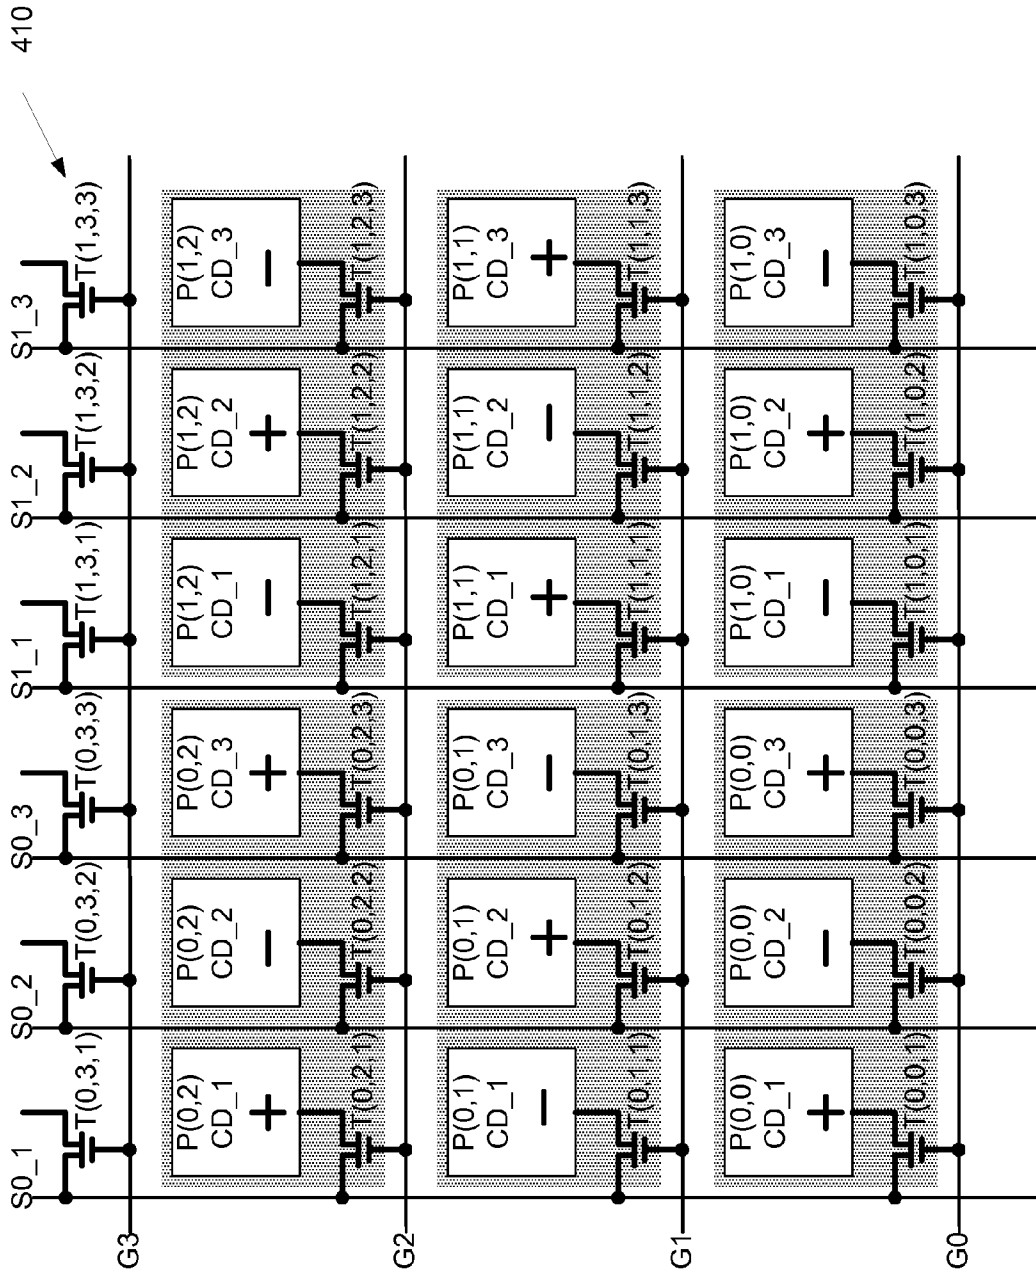 S0_1 S0_2 S0_3 S1_1 S1_2 S1_3 410
T(0,3,1) T(0,3,2) T(0,3,3) T(1,3,1) T(1,3,2) T(1,3,3)
G3
P(0,2) P(0,2) P(0,2) P(1,2) P(1,2) P(1,2)
CD_1 CD_2 CD_3 CD_1 CD_2 CD_3
+ − + − + −
T(0,2,1) T(0,2,2) T(0,2,3) T(1,2,1) T(1,2,2) T(1,2,3)
G2
P(0,1) P(0,1) P(0,1) P(1,1) P(1,1) P(1,1)
CD_1 CD_2 CD_3 CD_1 CD_2 CD_3
− + − + − +
T(0,1,1) T(0,1,2) T(0,1,3) T(1,1,1) T(1,1,2) T(1,1,3)
G1
P(0,0) P(0,0) P(0,0) P(1,0) P(1,0) P(1,0)
CD_1 CD_2 CD_3 CD_1 CD_2 CD_3
+ − + − + −
T(0,0,1) T(0,0,2) T(0,0,3) T(1,0,1) T(1,0,2) T(1,0,3)
G0